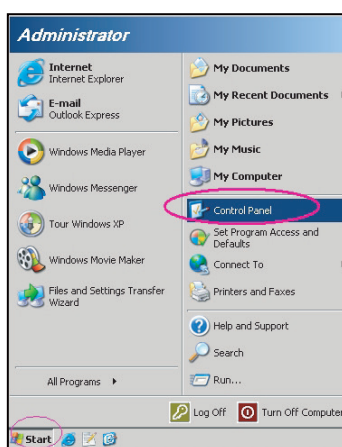 Administrator
Internet
Internet Explorer
E-mail
Outlook Express
Windows Media Player
Windows Messenger
Tour Windows XP
Windows Movie Maker
Files and Settings Transfer
Wizard
All Programs
My Documents
My Recent Documents
My Pictures
My Music
My Computer
Control Panel
Set Program Access and
Defaults
Connect To
Printers and Faxes
Help and Support
Search
Run...
Log Off
Turn Off Computer
Start